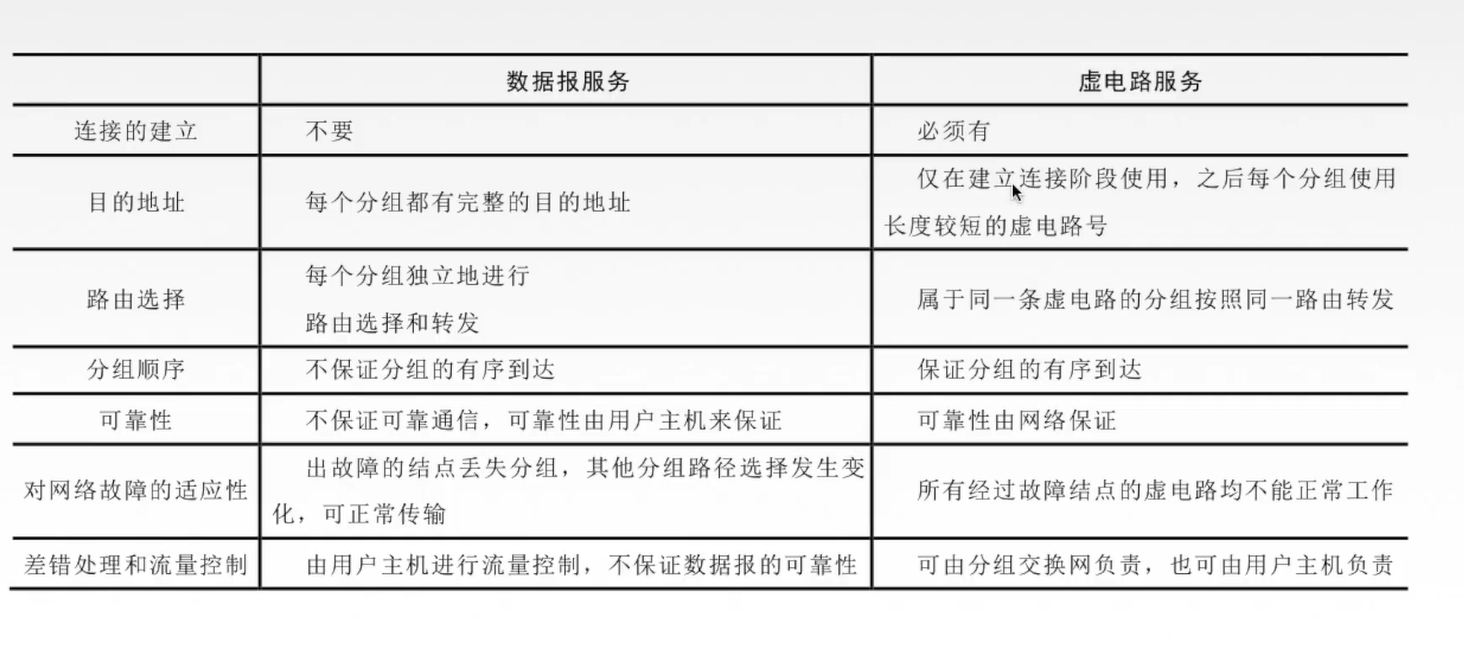 数据报服务
虚电路服务
连接的建立
不要
必须有
目的地址
每个分组都有完整的目的地址
仅在建立连接阶段使用，之后每个分组使用
长度较短的虚电路号
路由选择
每个分组独立地进行
路由选择和转发
属于同一条虚电路的分组按照同一路由转发
分组顺序
不保证分组的有序到达
保证分组的有序到达
可靠性
不保证可靠通信，可靠性由用户主机来保证
可靠性由网络保证
对网络故障的适应性
出故障的结点丢失分组，其他分组路径选择发生变
化，可正常传输
所有经过故障结点的虚电路均不能正常工作
差错处理和流量控制
由用户主机进行流量控制，不保证数据报的可靠性
可由分组交换网负责，也可由用户主机负责